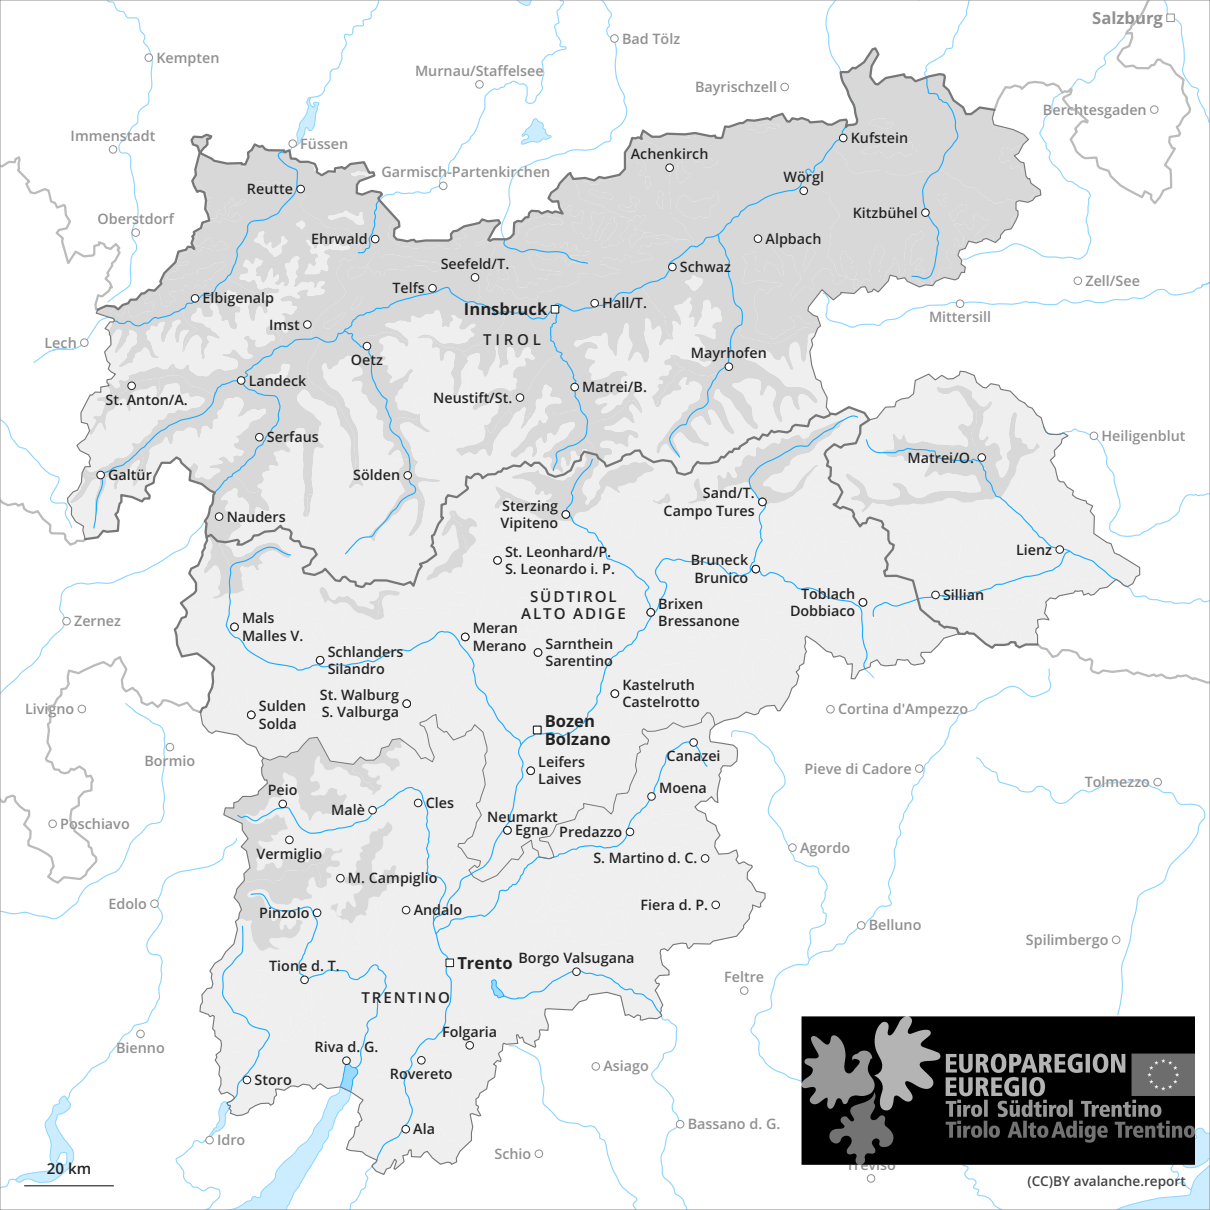 Salzburg
Bad Tölz
Kempten
Murnau/Staffelsee
Bayrischzell
Berchtesgaden
Immenstadt
Füssen
Kufstein
Achenkirch
Garmisch-Partenkirchen
Wörgl
Reutte
Oberstdorf
Kitzbühel
Ehrwald
Alpbach
Seefeld/T.
Schwaz
Zell/See
Telfs
Elbigenalp
Hall/T.
Innsbruck
Mittersill
Imst
TIROL
Lech
Oetz
Mayrhofen
Landeck
Matrei/B.
St. Anton/A.
Neustift/St.
Serfaus
Heiligenblut
Matrei/O.
Galtür
Sölden
Sand/T.
Campo Tures
Sterzing
Vipiteno
Nauders
St. Leonhard/P.
S. Leonardo i. P.
Lienz
Bruneck
Brunico
SÜDTIROL
ALTO ADIGE
Toblach
Dobbiaco
Sillian
Brixen
Bressanone
Zernez
Mals
Malles V.
Meran
Merano
Sarnthein
Sarentino
Schlanders
Silandro
Kastelruth
Castelrotto
St. Walburg
S. Valburga
Livigno
Sulden
Solda
Cortina d'Ampezzo
Bozen
Bolzano
Bormio
Canazei
Leifers
Laives
Pieve di Cadore
Tolmezzo
Peio
Moena
Malè
Cles
Neumarkt
Egna
Predazzo
Poschiavo
Vermiglio
Agordo
S. Martino d. C.
M. Campiglio
Edolo
Pinzolo
Andalo
Fiera d. P.
Belluno
Spilimbergo
Trento
Borgo Valsugana
Tione d. T.
Feltre
TRENTINO
Bienno
Folgaria
Riva d. G.
Rovereto
Asiago
Storo
EUROPAREGION
EUREGIO
Tirol Südtirol Trentino
Tirolo Alto Adige Trentino
Bassano d. G.
Ala
Idro
Schio
Treviso
20 km
(CC)BY avalanche.report